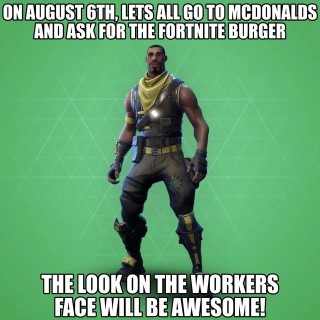 ON AUGUST 6TH, LETS ALL GO TO MCDONALDS
AND ASK FOR THE FORTNITE BURGER
THE LOOK ON THE WORKERS
FACE WILL BE AWESOME!